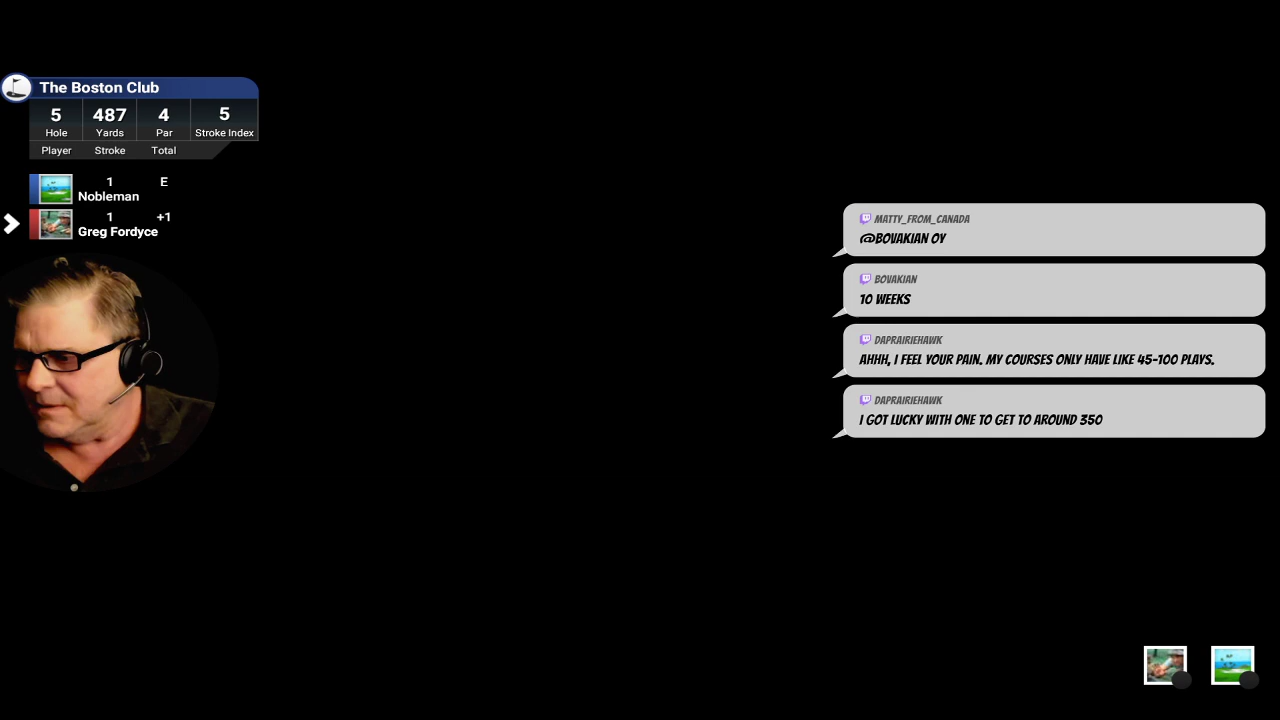 The Boston Club
5 487 4 5
Hole Yards Par Stroke Index
Player Stroke Total
1 E
Nobleman
1 +1
Greg Fordyce
MATTY_FROM_CANADA
@BOVAKIAN OY
BOVAKIAN
10 WEEKS
DAPRAIRIEHAWK
AHHH, I FEEL YOUR PAIN. MY COURSES ONLY HAVE LIKE 45-100 PLAYS.
DAPRAIRIEHAWK
I GOT LUCKY WITH ONE TO GET TO AROUND 350